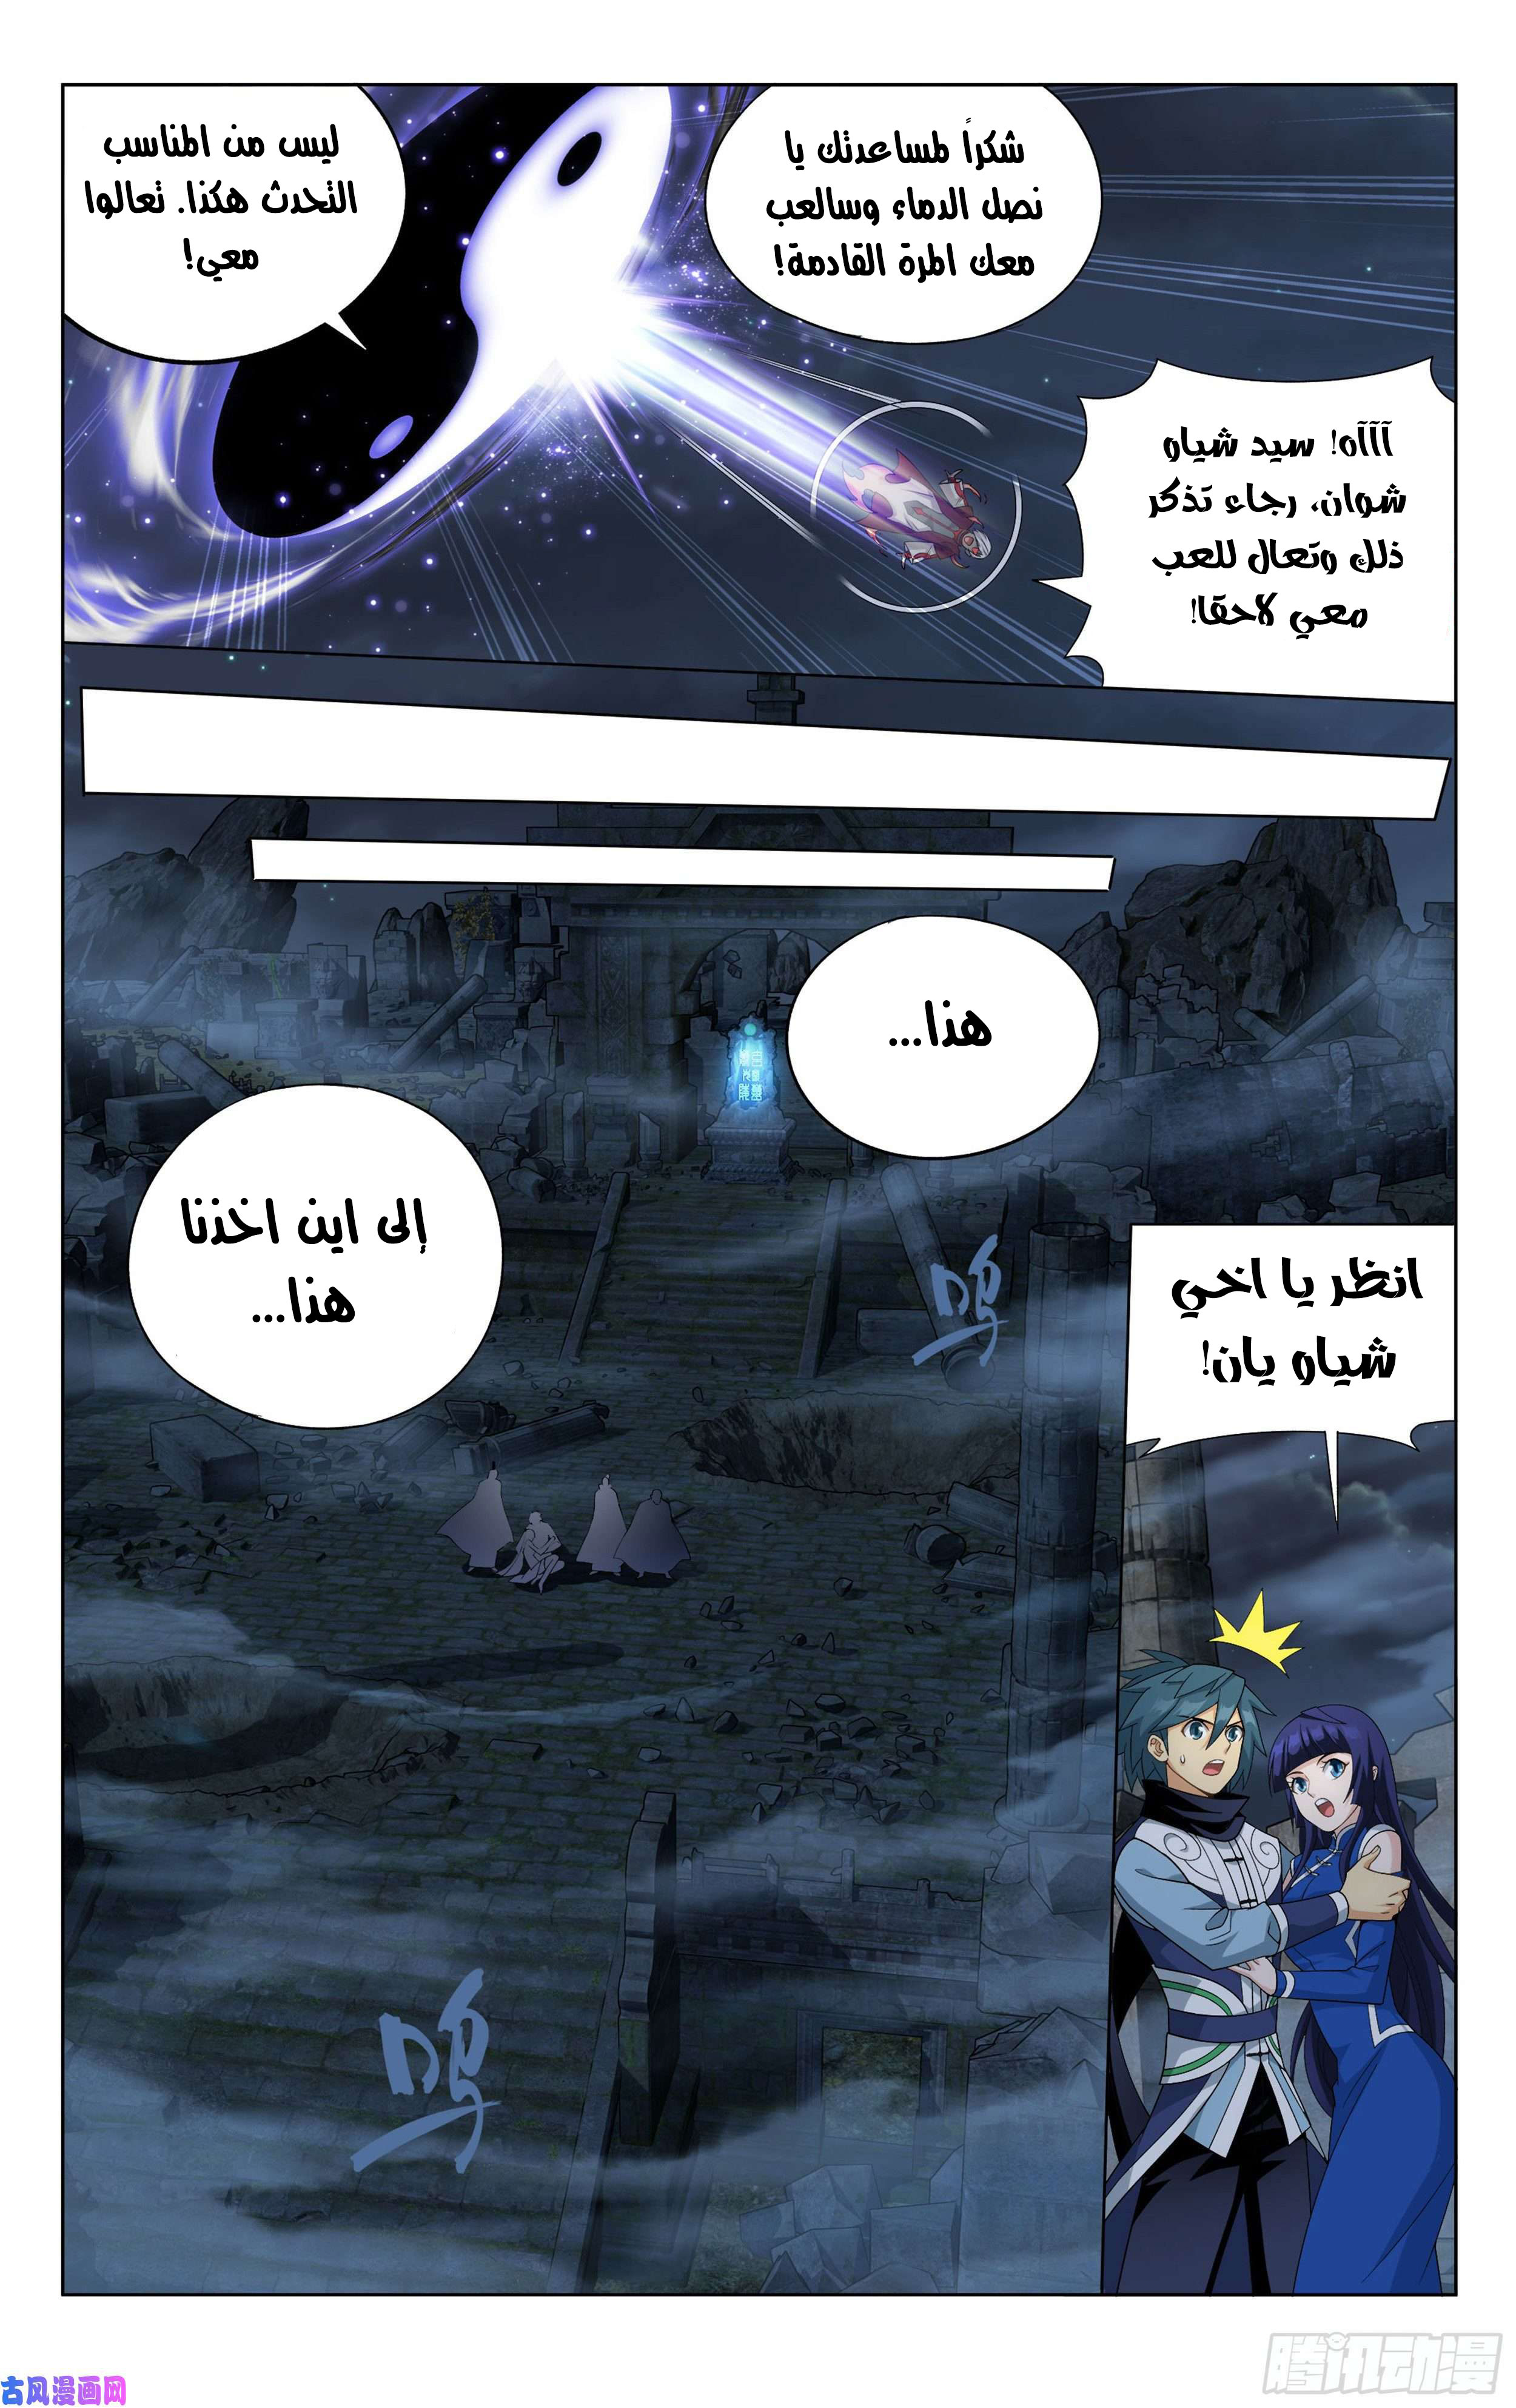 شكراً لمساعدتك يا
نصل الدماء وسالعب
معك المرة القادمة!
ليس من المناسب
التحدث هكذا. تعالوا
معي!
آآآه! سيد شياو
شوان، رجاء تذكر
ذلك وتعال للعب
معي لاحقا!
هذا...
إلى اين اخذنا
هذا...
انظر يا اخي
شياو يان!
呜
呜
古风漫画网
腾讯动漫